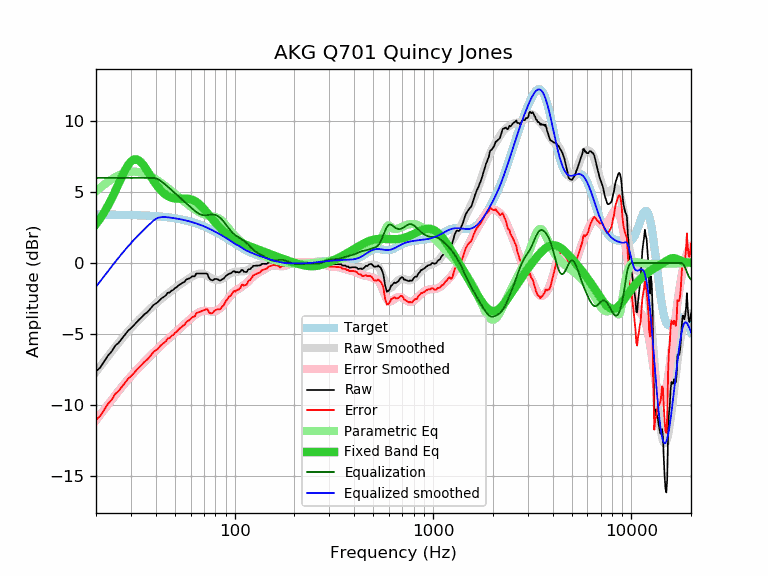 AKG Q701 Quincy Jones
Amplitude (dBr)
10
5
0
−5
−10
−15
Target
Raw Smoothed
Error Smoothed
Raw
Error
Parametric Eq
Fixed Band Eq
Equalization
Equalized smoothed
100 1000 10000
Frequency (Hz)